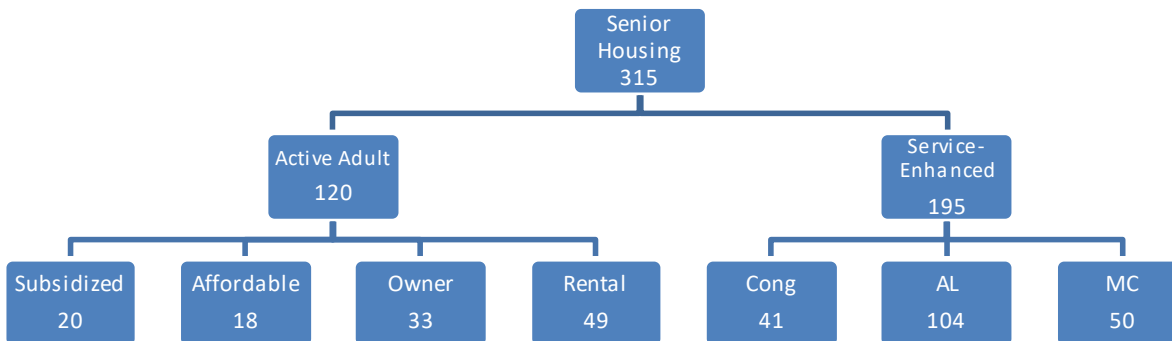 Senior
Housing
315
Active Adult
120
Service-
Enhanced
195
Subsidized
20
Affordable
18
Owner
33
Rental
49
Cong
41
AL
104
MC
50